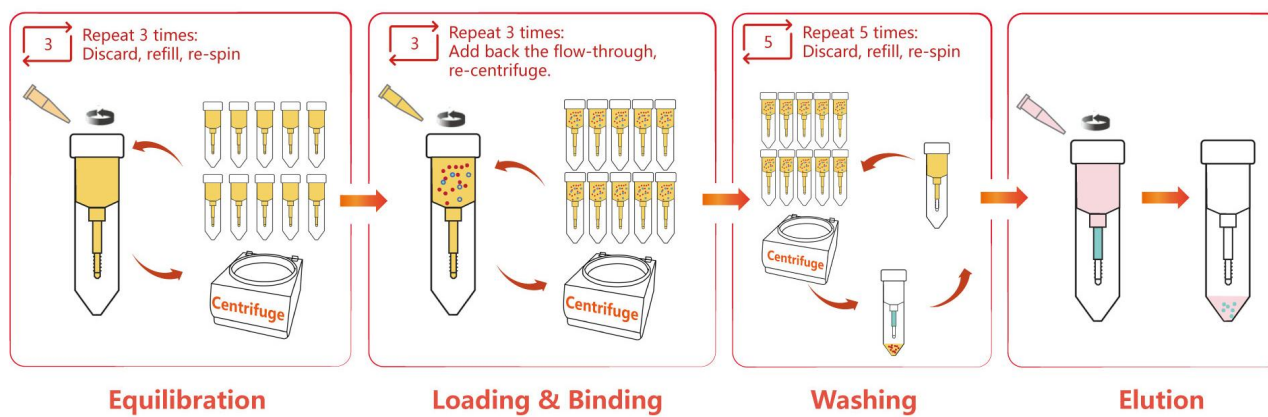 3
Repeat 3 times:
Discard, refill, re-spin
Centrifuge
Equilibration
3
Repeat 3 times:
Add back the flow-through,
re-centrifuge.
Centrifuge
Loading & Binding
5
Repeat 5 times:
Discard, refill, re-spin
Centrifuge
Washing
Elution